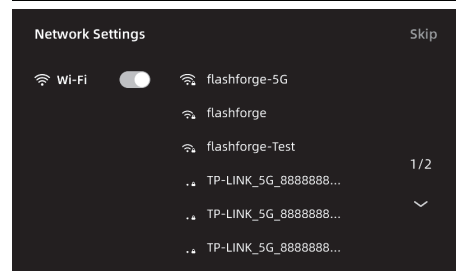 Network Settings
Skip
Wi-Fi
flashforge-5G
flashforge
flashforge-Test
TP-LINK_5G_8888888...
TP-LINK_5G_8888888...
TP-LINK_5G_8888888...
1/2